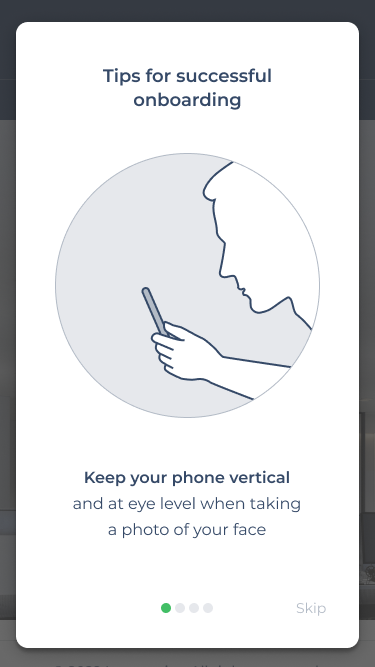 Tips for successful
onboarding
Keep your phone vertical
and at eye level when taking
a photo of your face
Skip